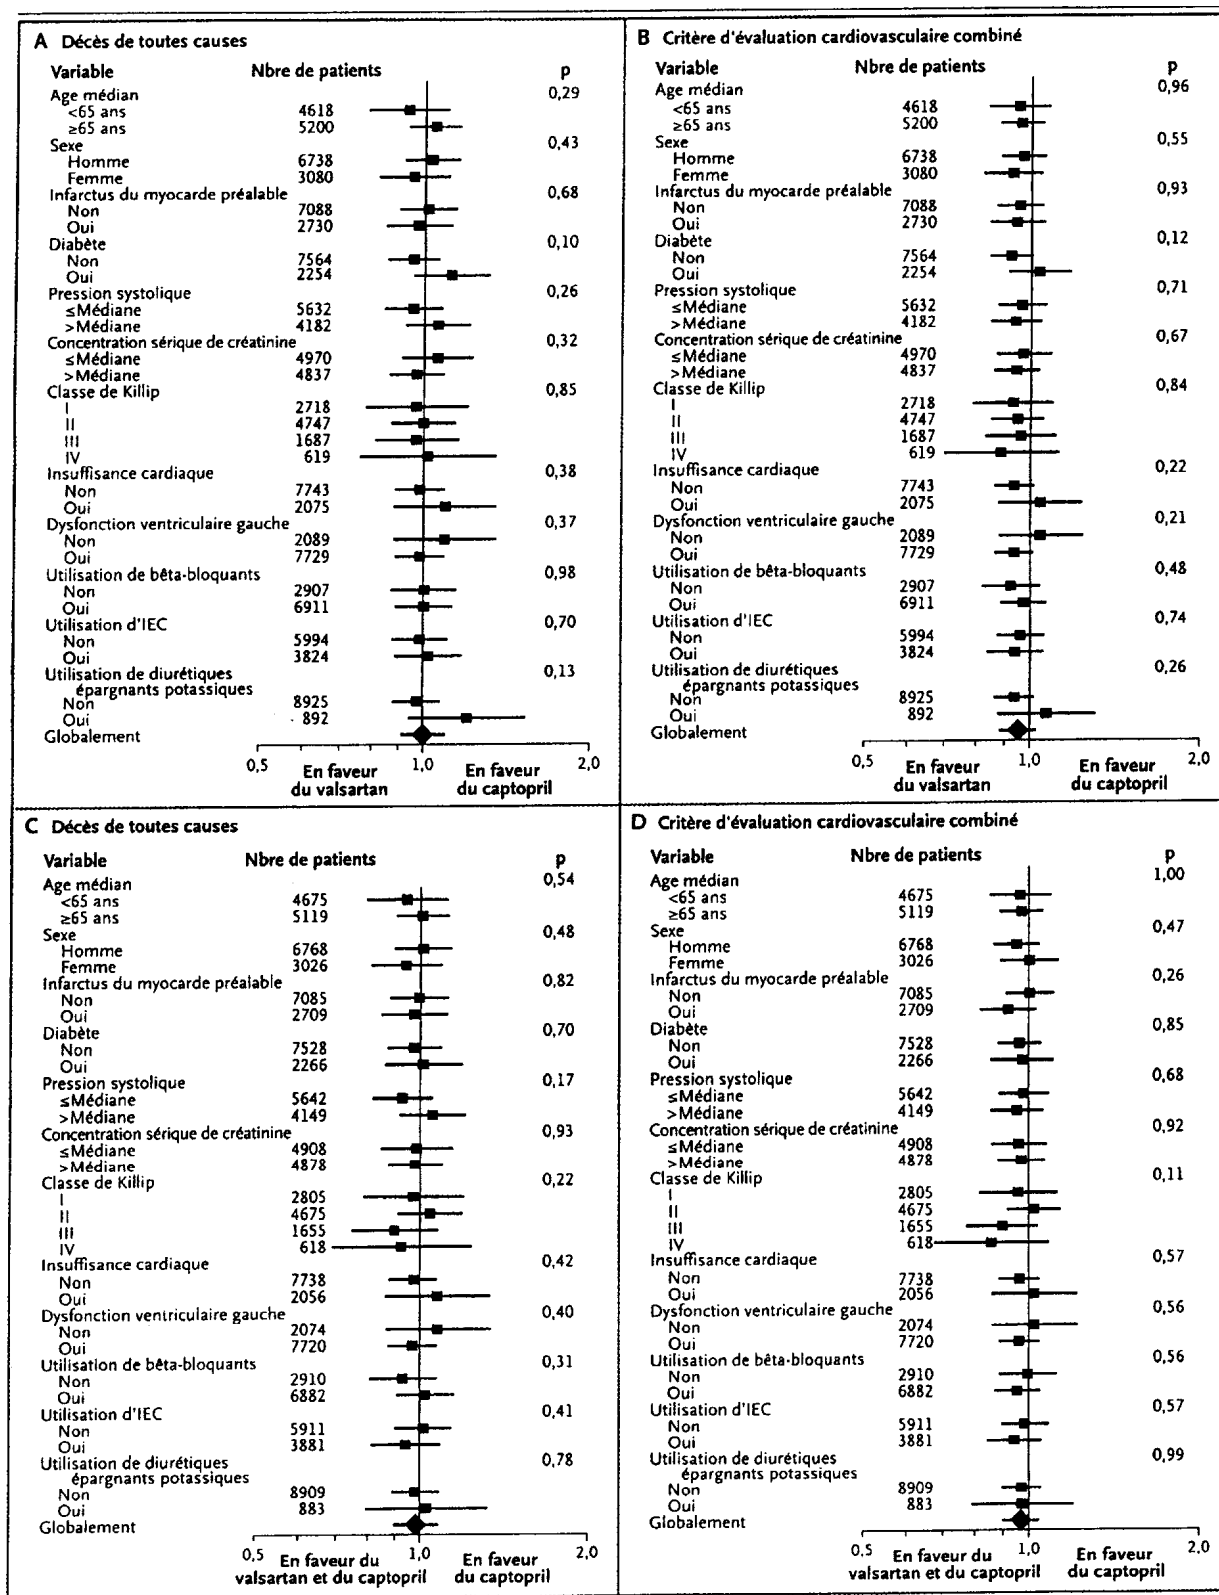 A Décès de toutes causes
Variable Nbre de patients p
Age médian 0,29
<65 ans 4618
≥65 ans 5200
Sexe 0,43
Homme 6738
Femme 3080
Infarctus du myocarde préalable 0,68
Non 7088
Oui 2730
Diabète 0,10
Non 7564
Oui 2254
Pression systolique 0,26
≤Médiane 5632
>Médiane 4182
Concentration sérique de créatinine 0,32
≤Médiane 4970
>Médiane 4837
Classe de Killip 0,85
I 2718
II 4747
III 1687
IV 619
Insuffisance cardiaque 0,38
Non 7743
Oui 2075
Dysfonction ventriculaire gauche 0,37
Non 2089
Oui 7729
Utilisation de bêta-bloquants 0,98
Non 2907
Oui 6911
Utilisation d'IEC 0,70
Non 5994
Oui 3824
Utilisation de diurétiques 0,13
épargnants potassiques
Non 8925
Oui 892
Globalement
0,5 1,0 2,0
En faveur En faveur
du valsartan du captopril
B Critère d'évaluation cardiovasculaire combiné
Variable Nbre de patients p
Age médian 0,96
<65 ans 4618
≥65 ans 5200
Sexe 0,55
Homme 6738
Femme 3080
Infarctus du myocarde préalable 0,93
Non 7088
Oui 2730
Diabète 0,12
Non 7564
Oui 2254
Pression systolique 0,71
≤Médiane 5632
>Médiane 4182
Concentration sérique de créatinine 0,67
≤Médiane 4970
>Médiane 4837
Classe de Killip 0,84
I 2718
II 4747
III 1687
IV 619
Insuffisance cardiaque 0,22
Non 7743
Oui 2075
Dysfonction ventriculaire gauche 0,21
Non 2089
Oui 7729
Utilisation de bêta-bloquants 0,48
Non 2907
Oui 6911
Utilisation d'IEC 0,74
Non 5994
Oui 3824
Utilisation de diurétiques 0,26
épargnants potassiques
Non 8925
Oui 892
Globalement
0,5 1,0 2,0
En faveur En faveur
du valsartan du captopril
C Décès de toutes causes
Variable Nbre de patients p
Age médian 0,54
<65 ans 4675
≥65 ans 5119
Sexe 0,48
Homme 6768
Femme 3026
Infarctus du myocarde préalable 0,82
Non 7085
Oui 2709
Diabète 0,70
Non 7528
Oui 2266
Pression systolique 0,17
≤Médiane 5642
>Médiane 4149
Concentration sérique de créatinine 0,93
≤Médiane 4908
>Médiane 4878
Classe de Killip 0,22
I 2805
II 4675
III 1655
IV 618
Insuffisance cardiaque 0,42
Non 7738
Oui 2056
Dysfonction ventriculaire gauche 0,40
Non 2074
Oui 7720
Utilisation de bêta-bloquants 0,31
Non 2910
Oui 6882
Utilisation d'IEC 0,41
Non 5911
Oui 3881
Utilisation de diurétiques 0,78
épargnants potassiques
Non 8909
Oui 883
Globalement
0,5 1,0 2,0
En faveur du En faveur
valsartan et du captopril du captopril
D Critère d'évaluation cardiovasculaire combiné
Variable Nbre de patients p
Age médian 1,00
<65 ans 4675
≥65 ans 5119
Sexe 0,47
Homme 6768
Femme 3026
Infarctus du myocarde préalable 0,26
Non 7085
Oui 2709
Diabète 0,85
Non 7528
Oui 2266
Pression systolique 0,68
≤Médiane 5642
>Médiane 4149
Concentration sérique de créatinine 0,92
≤Médiane 4908
>Médiane 4878
Classe de Killip 0,11
I 2805
II 4675
III 1655
IV 618
Insuffisance cardiaque 0,57
Non 7738
Oui 2056
Dysfonction ventriculaire gauche 0,56
Non 2074
Oui 7720
Utilisation de bêta-bloquants 0,56
Non 2910
Oui 6882
Utilisation d'IEC 0,57
Non 5911
Oui 3881
Utilisation de diurétiques 0,99
épargnants potassiques
Non 8909
Oui 883
Globalement
0,5 1,0 2,0
En faveur du En faveur
valsartan et du captopril du captopril